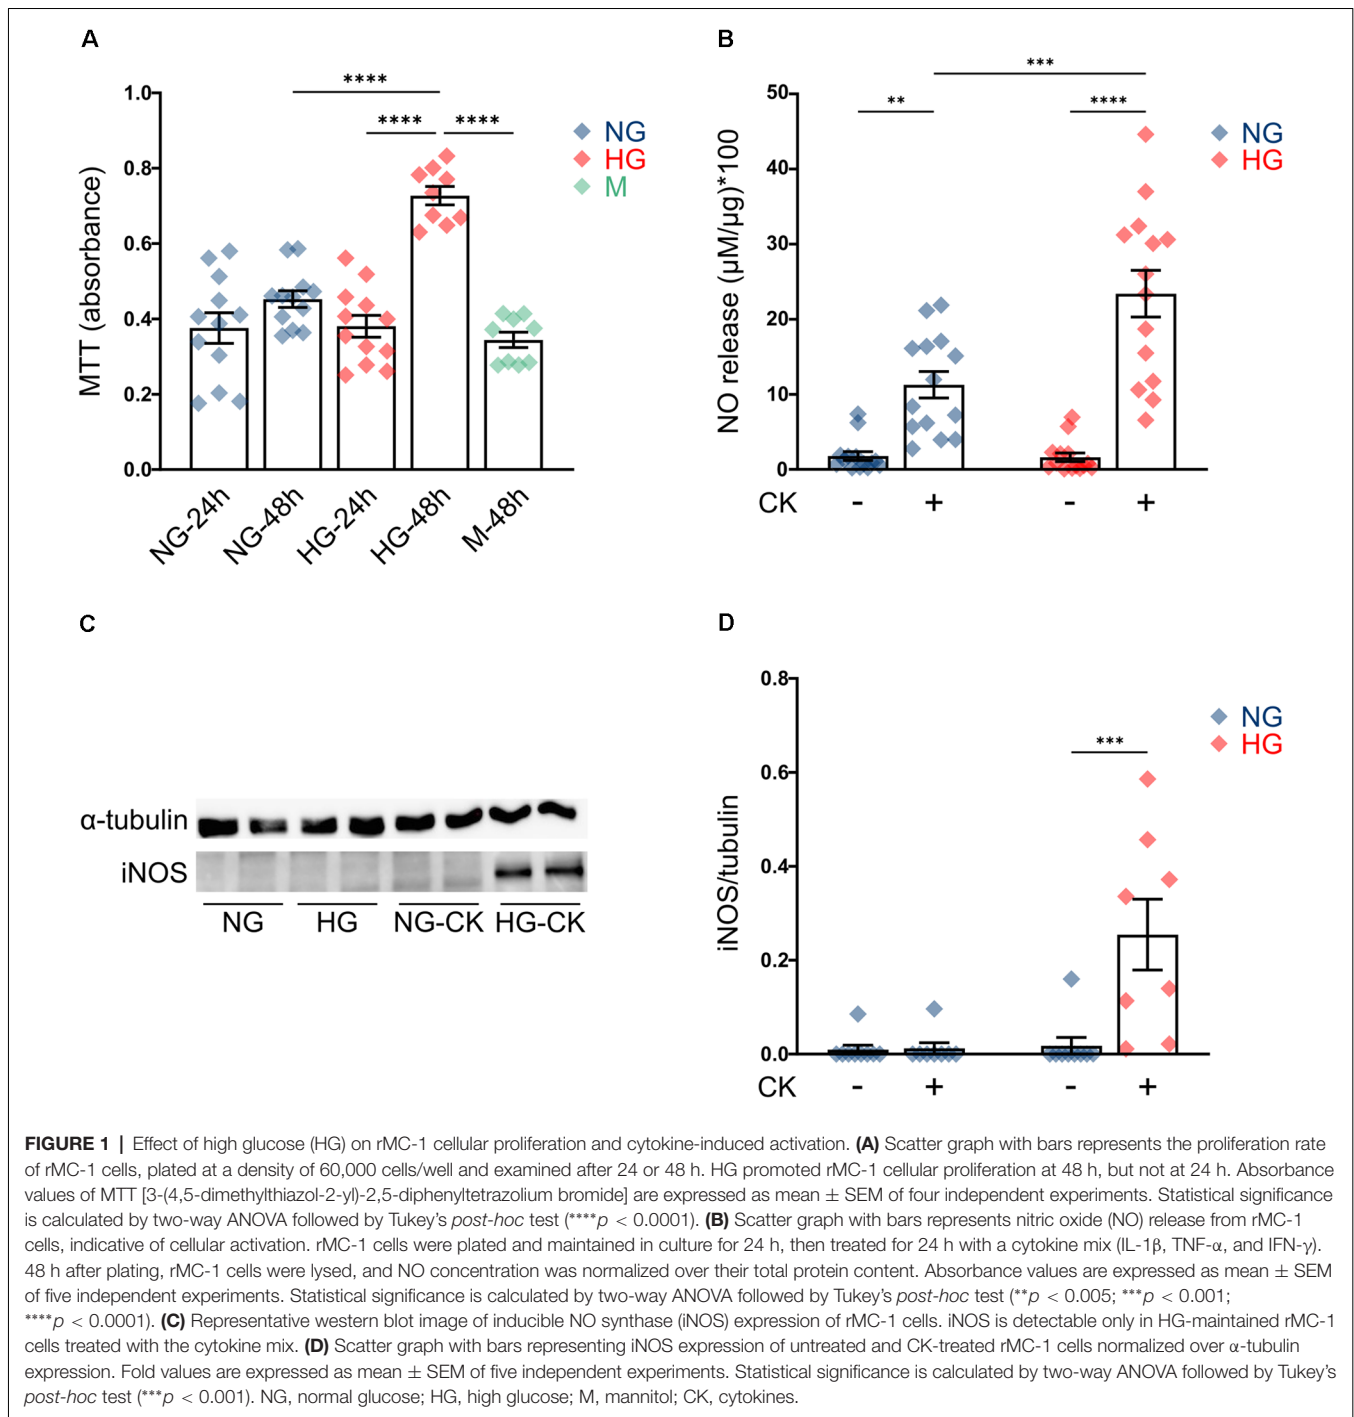 A
****
**** ****
1.0
0.8
0.6
0.4
0.2
0.0
MTT (absorbance)
NG-24h
NG-48h
HG-24h
HG-48h
M-48h
NG
HG
M
B
***
** ****
50
40
30
20
10
0
NO release (µM/µg)*100
CK - + - +
NG
HG
C
α-tubulin
iNOS
NG HG NG-CK HG-CK
D
***
0.8
0.6
0.4
0.2
0.0
iNOS/tubulin
CK - + - +
NG
HG
FIGURE 1 | Effect of high glucose (HG) on rMC-1 cellular proliferation and cytokine-induced activation. (A) Scatter graph with bars represents the proliferation rate
of rMC-1 cells, plated at a density of 60,000 cells/well and examined after 24 or 48 h. HG promoted rMC-1 cellular proliferation at 48 h, but not at 24 h. Absorbance
values of MTT [3-(4,5-dimethylthiazol-2-yl)-2,5-diphenyltetrazolium bromide] are expressed as mean ± SEM of four independent experiments. Statistical significance
is calculated by two-way ANOVA followed by Tukey's post-hoc test (****p < 0.0001). (B) Scatter graph with bars represents nitric oxide (NO) release from rMC-1
cells, indicative of cellular activation. rMC-1 cells were plated and maintained in culture for 24 h, then treated for 24 h with a cytokine mix (IL-1β, TNF-α, and IFN-γ).
48 h after plating, rMC-1 cells were lysed, and NO concentration was normalized over their total protein content. Absorbance values are expressed as mean ± SEM
of five independent experiments. Statistical significance is calculated by two-way ANOVA followed by Tukey's post-hoc test (**p < 0.005; ***p < 0.001;
****p < 0.0001). (C) Representative western blot image of inducible NO synthase (iNOS) expression of rMC-1 cells. iNOS is detectable only in HG-maintained rMC-1
cells treated with the cytokine mix. (D) Scatter graph with bars representing iNOS expression of untreated and CK-treated rMC-1 cells normalized over α-tubulin
expression. Fold values are expressed as mean ± SEM of five independent experiments. Statistical significance is calculated by two-way ANOVA followed by Tukey's
post-hoc test (***p < 0.001). NG, normal glucose; HG, high glucose; M, mannitol; CK, cytokines.